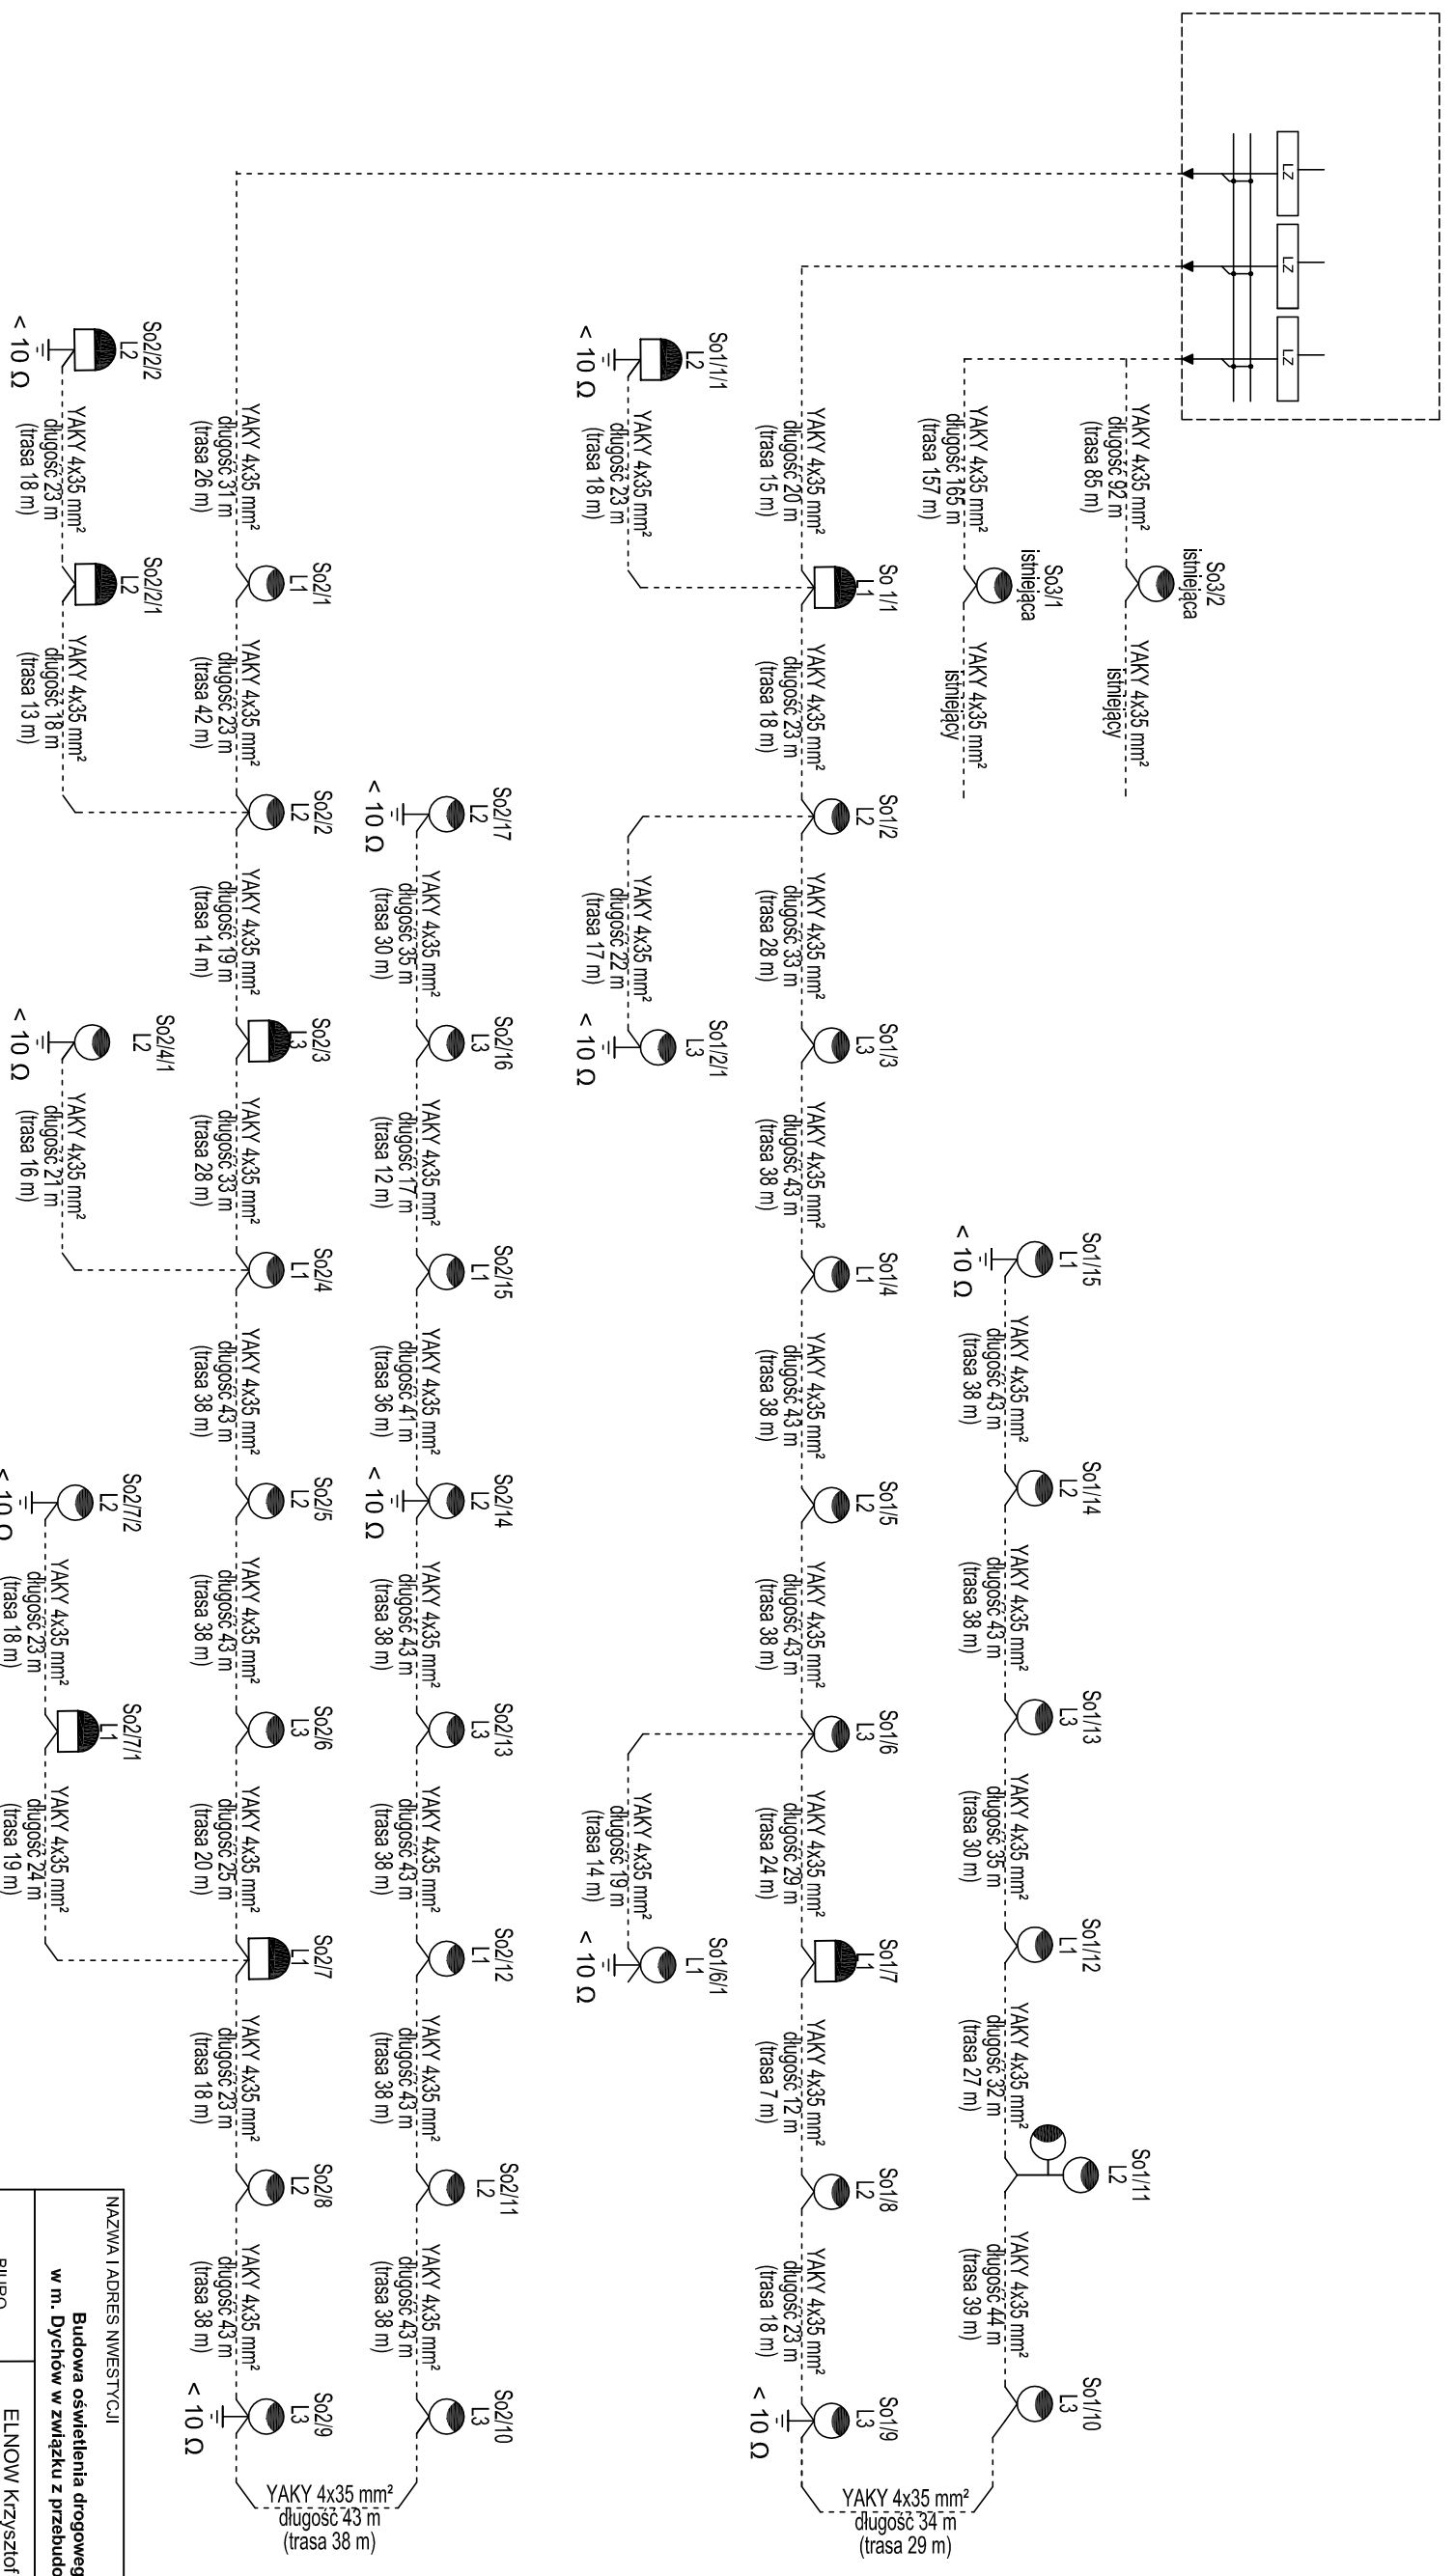 LZ
LZ
LZ
So3/2
istniejąca
YAKY 4x35 mm²
długość 92 m
(trasa 85 m)
YAKY 4x35 mm²
istniejący
So3/1
istniejąca
YAKY 4x35 mm²
długość 165 m
(trasa 157 m)
YAKY 4x35 mm²
istniejący
So1/15
L1
< 10 Ω
YAKY 4x35 mm²
długość 43 m
(trasa 38 m)
So1/14
L2
YAKY 4x35 mm²
długość 43 m
(trasa 38 m)
So1/13
L3
YAKY 4x35 mm²
długość 35 m
(trasa 30 m)
So1/12
L1
YAKY 4x35 mm²
długość 32 m
(trasa 27 m)
So1/11
L2
YAKY 4x35 mm²
długość 44 m
(trasa 39 m)
So1/10
L3
YAKY 4x35 mm²
długość 34 m
(trasa 29 m)
YAKY 4x35 mm²
długość 20 m
(trasa 15 m)
So 1/1
L1
YAKY 4x35 mm²
długość 23 m
(trasa 18 m)
So1/2
L2
YAKY 4x35 mm²
długość 33 m
(trasa 28 m)
So1/3
L3
YAKY 4x35 mm²
długość 43 m
(trasa 38 m)
So1/4
L1
YAKY 4x35 mm²
długość 43 m
(trasa 38 m)
So1/5
L2
YAKY 4x35 mm²
długość 43 m
(trasa 38 m)
So1/6
L3
YAKY 4x35 mm²
długość 29 m
(trasa 24 m)
So1/7
L1
YAKY 4x35 mm²
długość 12 m
(trasa 7 m)
So1/8
L2
YAKY 4x35 mm²
długość 23 m
(trasa 18 m)
So1/9
L3
< 10 Ω
So1/1/1
L2
< 10 Ω
YAKY 4x35 mm²
długość 23 m
(trasa 18 m)
YAKY 4x35 mm²
długość 22 m
(trasa 17 m)
So1/2/1
L3
< 10 Ω
YAKY 4x35 mm²
długość 19 m
(trasa 14 m)
So1/6/1
L1
< 10 Ω
So2/17
L2
< 10 Ω
YAKY 4x35 mm²
długość 35 m
(trasa 30 m)
So2/16
L3
YAKY 4x35 mm²
długość 17 m
(trasa 12 m)
So2/15
L1
YAKY 4x35 mm²
długość 41 m
(trasa 36 m)
So2/14
L2
< 10 Ω
YAKY 4x35 mm²
długość 43 m
(trasa 38 m)
So2/13
L3
YAKY 4x35 mm²
długość 43 m
(trasa 38 m)
So2/12
L1
YAKY 4x35 mm²
długość 43 m
(trasa 38 m)
So2/11
L2
YAKY 4x35 mm²
długość 43 m
(trasa 38 m)
So2/10
L3
YAKY 4x35 mm²
długość 43 m
(trasa 38 m)
YAKY 4x35 mm²
długość 31 m
(trasa 26 m)
So2/1
L1
YAKY 4x35 mm²
długość 23 m
(trasa 42 m)
So2/2
L2
YAKY 4x35 mm²
długość 19 m
(trasa 14 m)
So2/3
L3
YAKY 4x35 mm²
długość 33 m
(trasa 28 m)
So2/4
L1
YAKY 4x35 mm²
długość 43 m
(trasa 38 m)
So2/5
L2
YAKY 4x35 mm²
długość 43 m
(trasa 38 m)
So2/6
L3
YAKY 4x35 mm²
długość 25 m
(trasa 20 m)
So2/7
L1
YAKY 4x35 mm²
długość 23 m
(trasa 18 m)
So2/8
L2
YAKY 4x35 mm²
długość 43 m
(trasa 38 m)
So2/9
L3
< 10 Ω
So2/2/2
L2
< 10 Ω
YAKY 4x35 mm²
długość 23 m
(trasa 18 m)
So2/2/1
L2
YAKY 4x35 mm²
długość 18 m
(trasa 13 m)
So2/4/1
L2
< 10 Ω
YAKY 4x35 mm²
długość 21 m
(trasa 16 m)
So2/7/2
L2
< 10 Ω
YAKY 4x35 mm²
długość 23 m
(trasa 18 m)
So2/7/1
L1
YAKY 4x35 mm²
długość 24 m
(trasa 19 m)
NAZWA I ADRES NWESTYCJI
Budowa oświetlenia drogoweg
w m. Dychów w związku z przebudo
BIURO
ELNOW Krzysztof